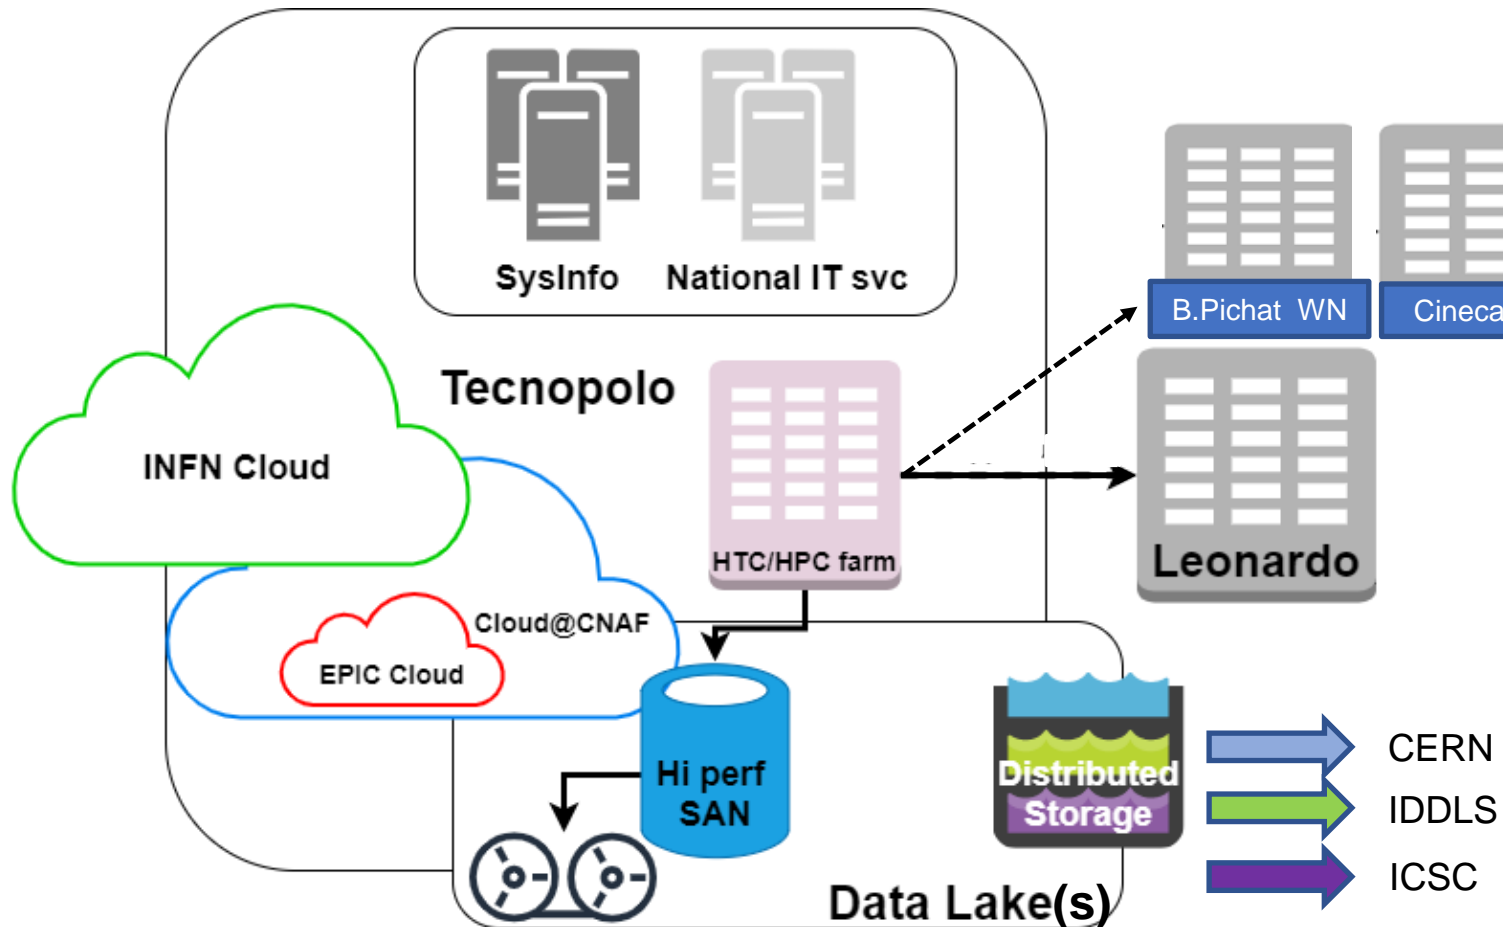 SysInfo
National IT svc
B.Pichat WN
Cineca
Tecnopolo
INFN Cloud
HTC/HPC farm
Leonardo
Cloud@CNAF
EPIC Cloud
Hi perf
SAN
Distributed
Storage
CERN
IDDLS
ICSC
Data Lake(s)